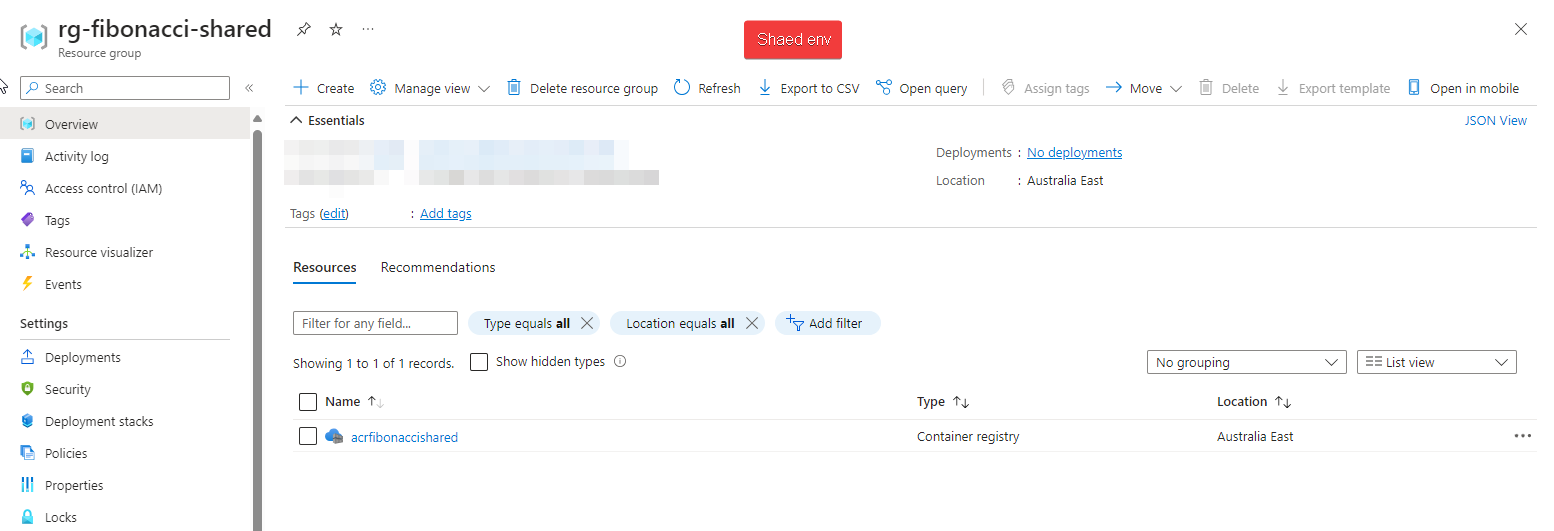 rg-fibonacci-shared
Resource group
Shaed env
Search
Create Manage view Delete resource group Refresh Export to CSV Open query Assign tags Move Delete Export template Open in mobile
Overview
Activity log
Access control (IAM)
Tags
Resource visualizer
Events
Settings
Deployments
Security
Deployment stacks
Policies
Properties
Locks
Essentials JSON View
Deployments : No deployments
Location : Australia East
Tags (edit) : Add tags
Resources Recommendations
Filter for any field... Type equals all Location equals all Add filter
Showing 1 to 1 of 1 records. Show hidden types No grouping List view
Name Type Location
acrfibonaccishared Container registry Australia East